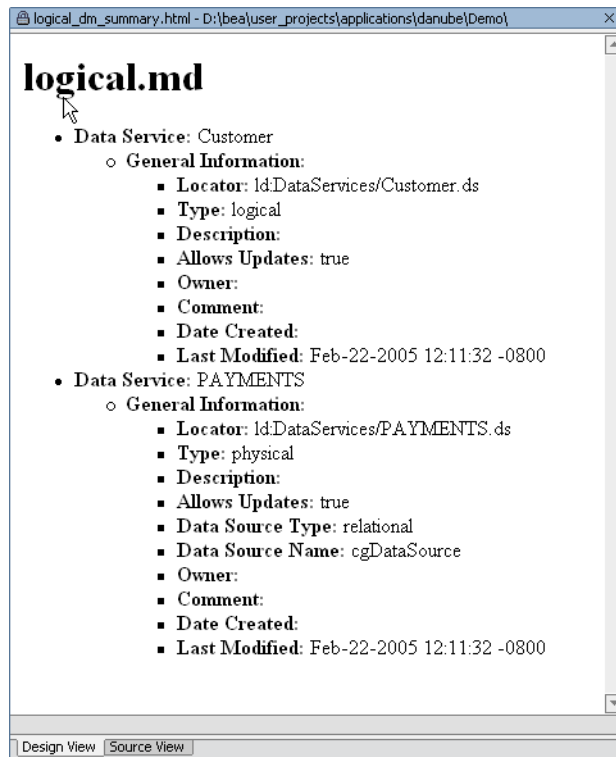 logical_dm_summary.html - D:\bea\user_projects\applications\danube\Demo\
logical.md
Data Service: Customer
General Information:
Locator: ld:DataServices/Customer.ds
Type: logical
Description:
Allows Updates: true
Owner:
Comment:
Date Created:
Last Modified: Feb-22-2005 12:11:32 -0800
Data Service: PAYMENTS
General Information:
Locator: ld:DataServices/PAYMENTS.ds
Type: physical
Description:
Allows Updates: true
Data Source Type: relational
Data Source Name: cgDataSource
Owner:
Comment:
Date Created:
Last Modified: Feb-22-2005 12:11:32 -0800
Design View Source View